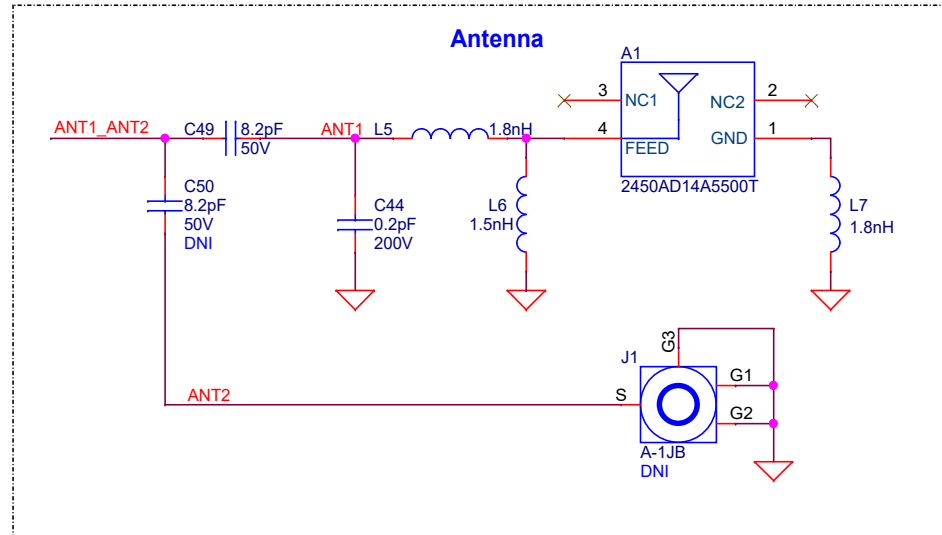 Antenna
A1
3
NC1
NC2
2
ANT1_ANT2
C49
8.2pF
50V
ANT1
L5
1.8nH
4
FEED
GND
1
2450AD14A5500T
C50
8.2pF
50V
DNI
C44
0.2pF
200V
L6
1.5nH
L7
1.8nH
ANT2
J1
G3
S
G1
G2
A-1JB
DNI